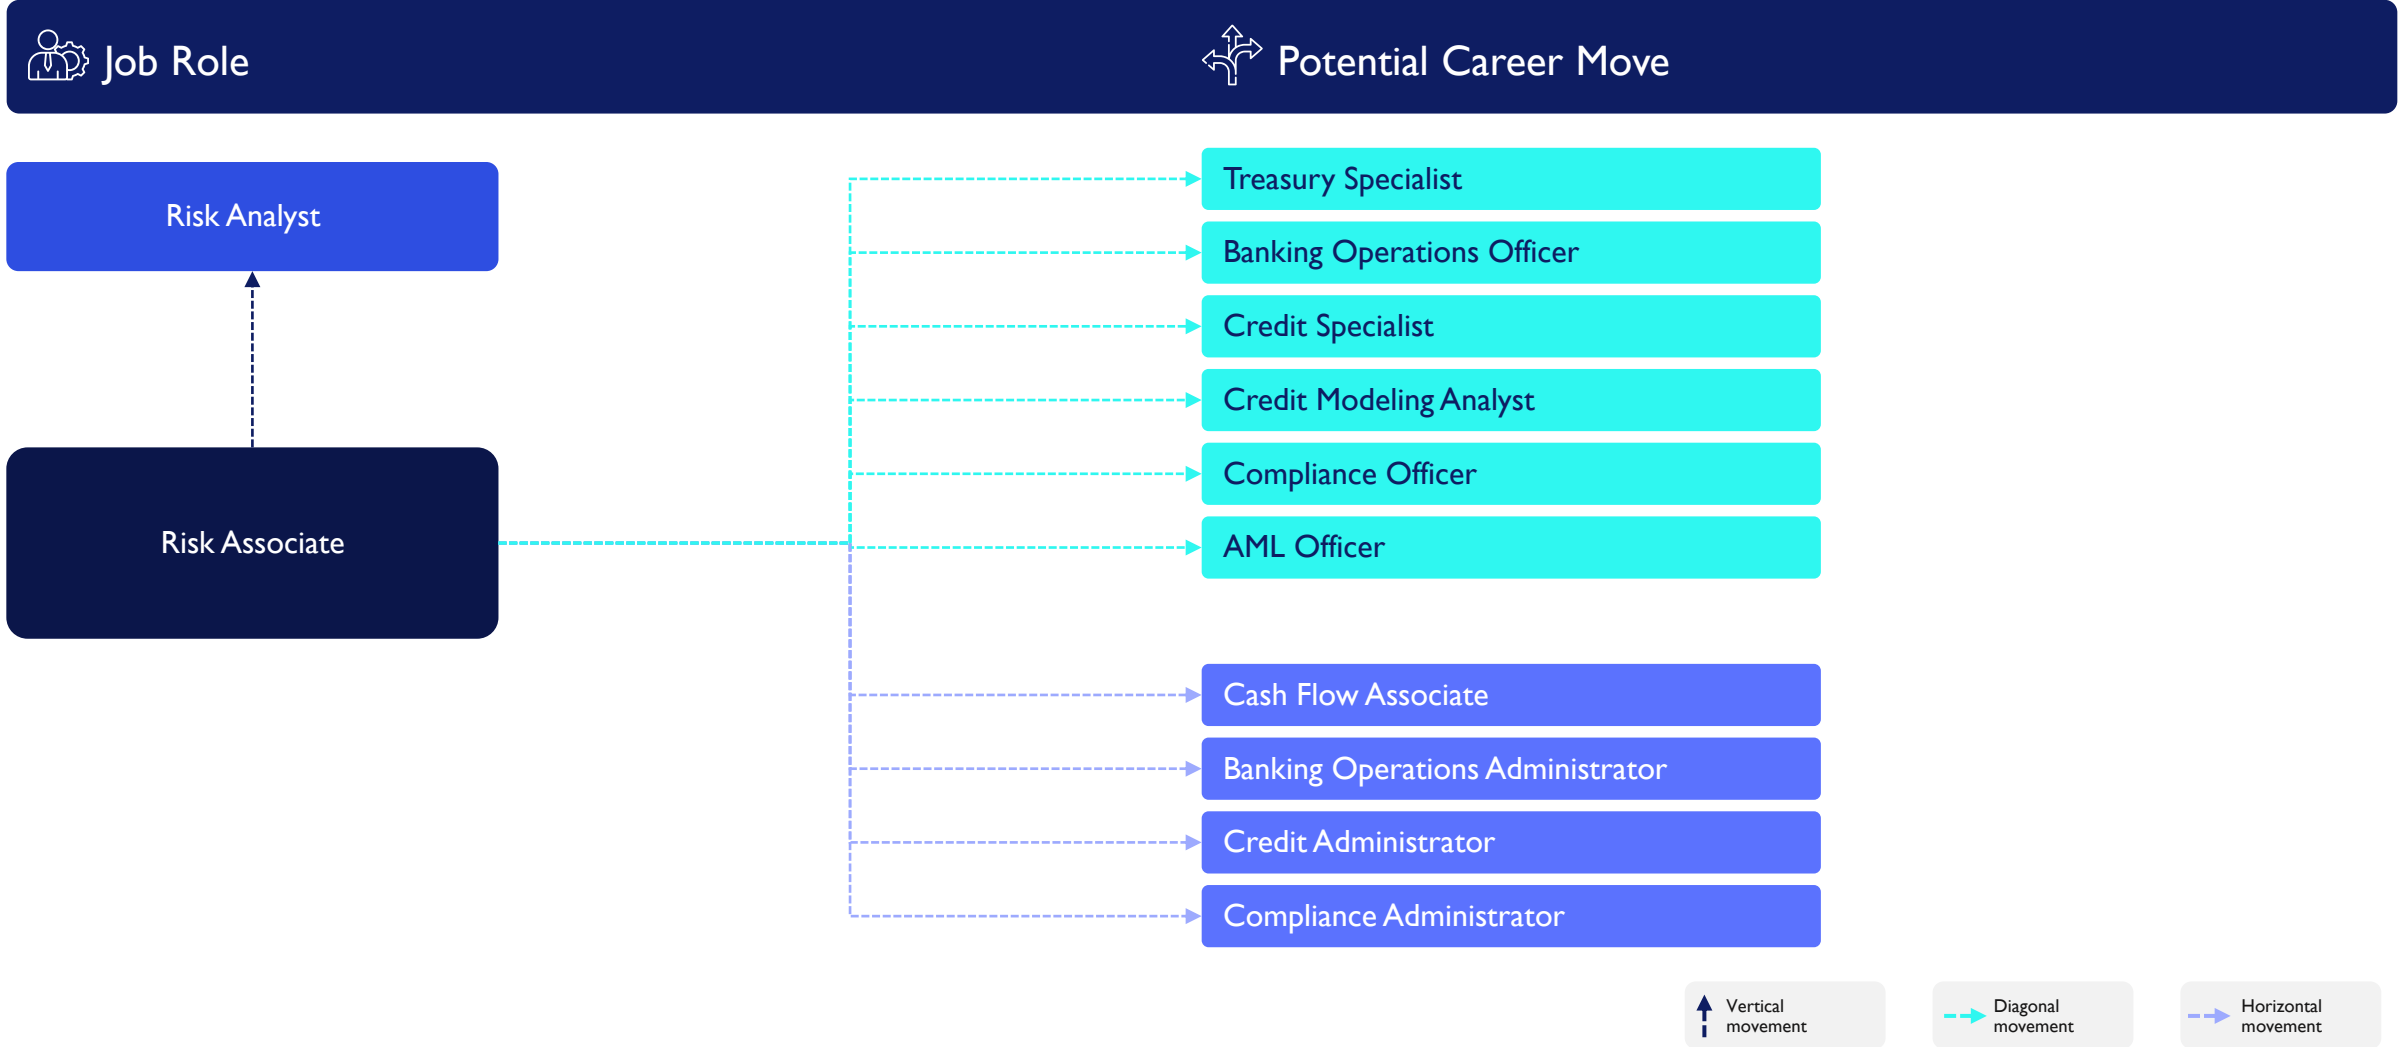 Job Role
Potential Career Move
Risk Analyst
Risk Associate
Treasury Specialist
Banking Operations Officer
Credit Specialist
Credit Modeling Analyst
Compliance Officer
AML Officer
Cash Flow Associate
Banking Operations Administrator
Credit Administrator
Compliance Administrator
Vertical
movement
Diagonal
movement
Horizontal
movement